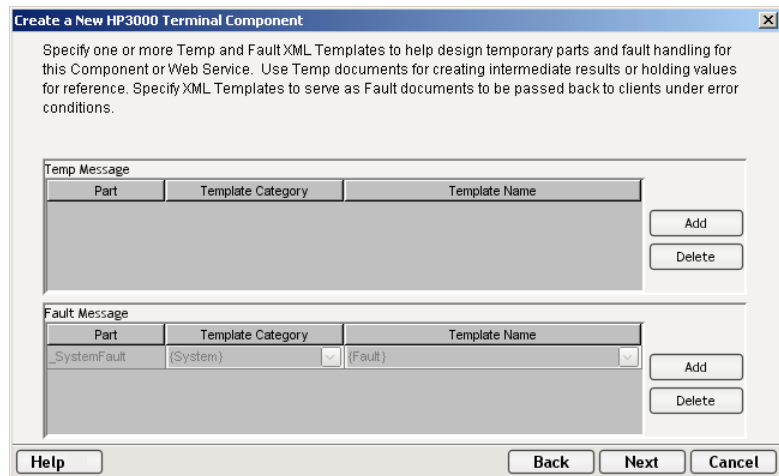 Create a New HP3000 Terminal Component
Specify one or more Temp and Fault XML Templates to help design temporary parts and fault handling for
this Component or Web Service. Use Temp documents for creating intermediate results or holding values
for reference. Specify XML Templates to serve as Fault documents to be passed back to clients under error
conditions.
Temp Message
Part Template Category Template Name
Add
Delete
Fault Message
Part Template Category Template Name
_SystemFault {System} {Fault}
Add
Delete
Help Back Next Cancel